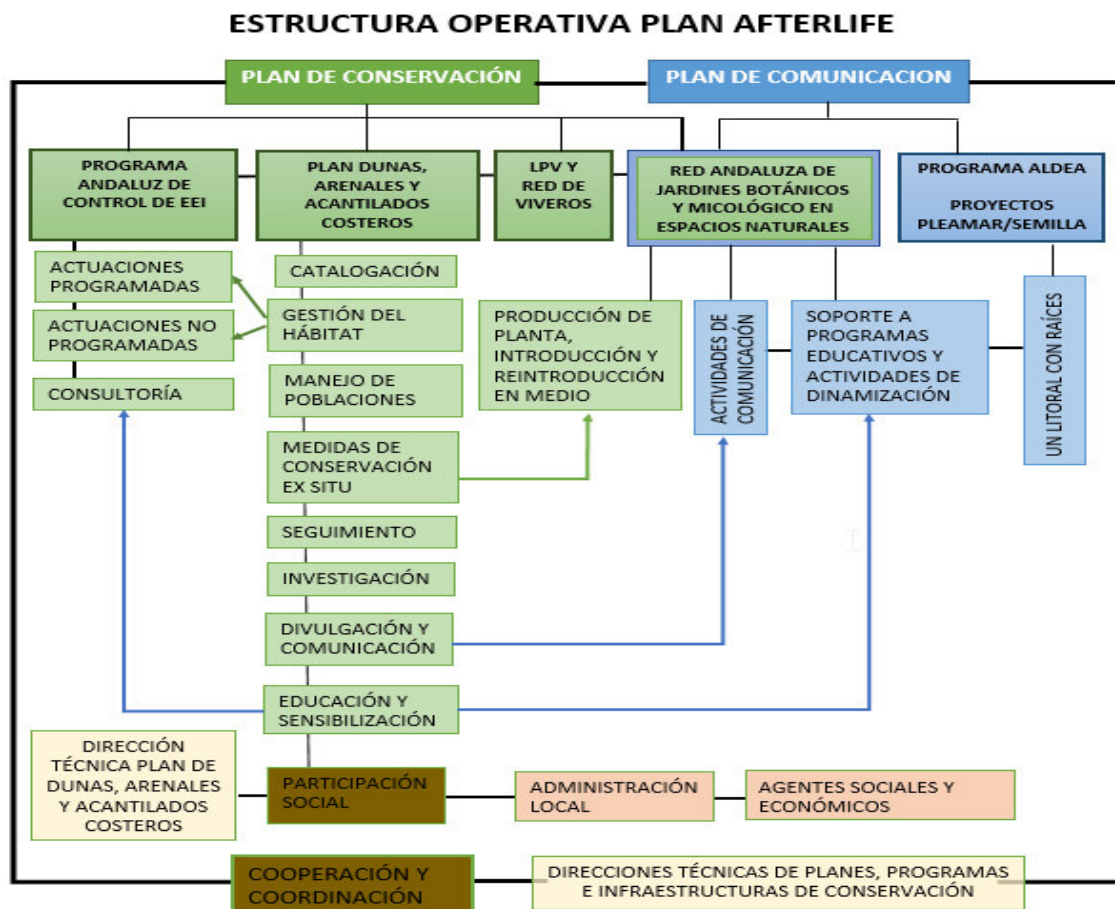 ESTRUCTURA OPERATIVA PLAN AFTERLIFE
PLAN DE CONSERVACIÓN
PLAN DE COMUNICACION
PROGRAMA
ANDALUZ DE
CONTROL DE EEI
PLAN DUNAS,
ARENALES Y
ACANTILADOS
COSTEROS
LPV Y
RED DE
VIVEROS
RED ANDALUZA DE
JARDINES BOTÁNICOS
Y MICOLÓGICO EN
ESPACIOS NATURALES
PROGRAMA ALDEA
PROYECTOS
PLEAMAR/SEMILLA
ACTUACIONES
PROGRAMADAS
ACTUACIONES NO
PROGRAMADAS
CONSULTORÍA
CATALOGACIÓN
GESTIÓN DEL
HÁBITAT
MANEJO DE
POBLACIONES
MEDIDAS DE
CONSERVACIÓN
EX SITU
SEGUIMIENTO
INVESTIGACIÓN
DIVULGACIÓN Y
COMUNICACIÓN
EDUCACIÓN Y
SENSIBILIZACIÓN
PRODUCCIÓN DE
PLANTA,
INTRODUCCIÓN Y
REINTRODUCCIÓN
EN MEDIO
ACTIVIDADES DE
COMUNICACIÓN
SOPORTE A
PROGRAMAS
EDUCATIVOS Y
ACTIVIDADES DE
DINAMIZACIÓN
UN LITORAL CON RAÍCES
DIRECCIÓN
TÉCNICA PLAN DE
DUNAS, ARENALES
Y ACANTILADOS
COSTEROS
PARTICIPACIÓN
SOCIAL
ADMINISTRACIÓN
LOCAL
AGENTES SOCIALES Y
ECONÓMICOS
COOPERACIÓN Y
COORDINACIÓN
DIRECCIONES TÉCNICAS DE PLANES, PROGRAMAS
E INFRAESTRUCTURAS DE CONSERVACIÓN